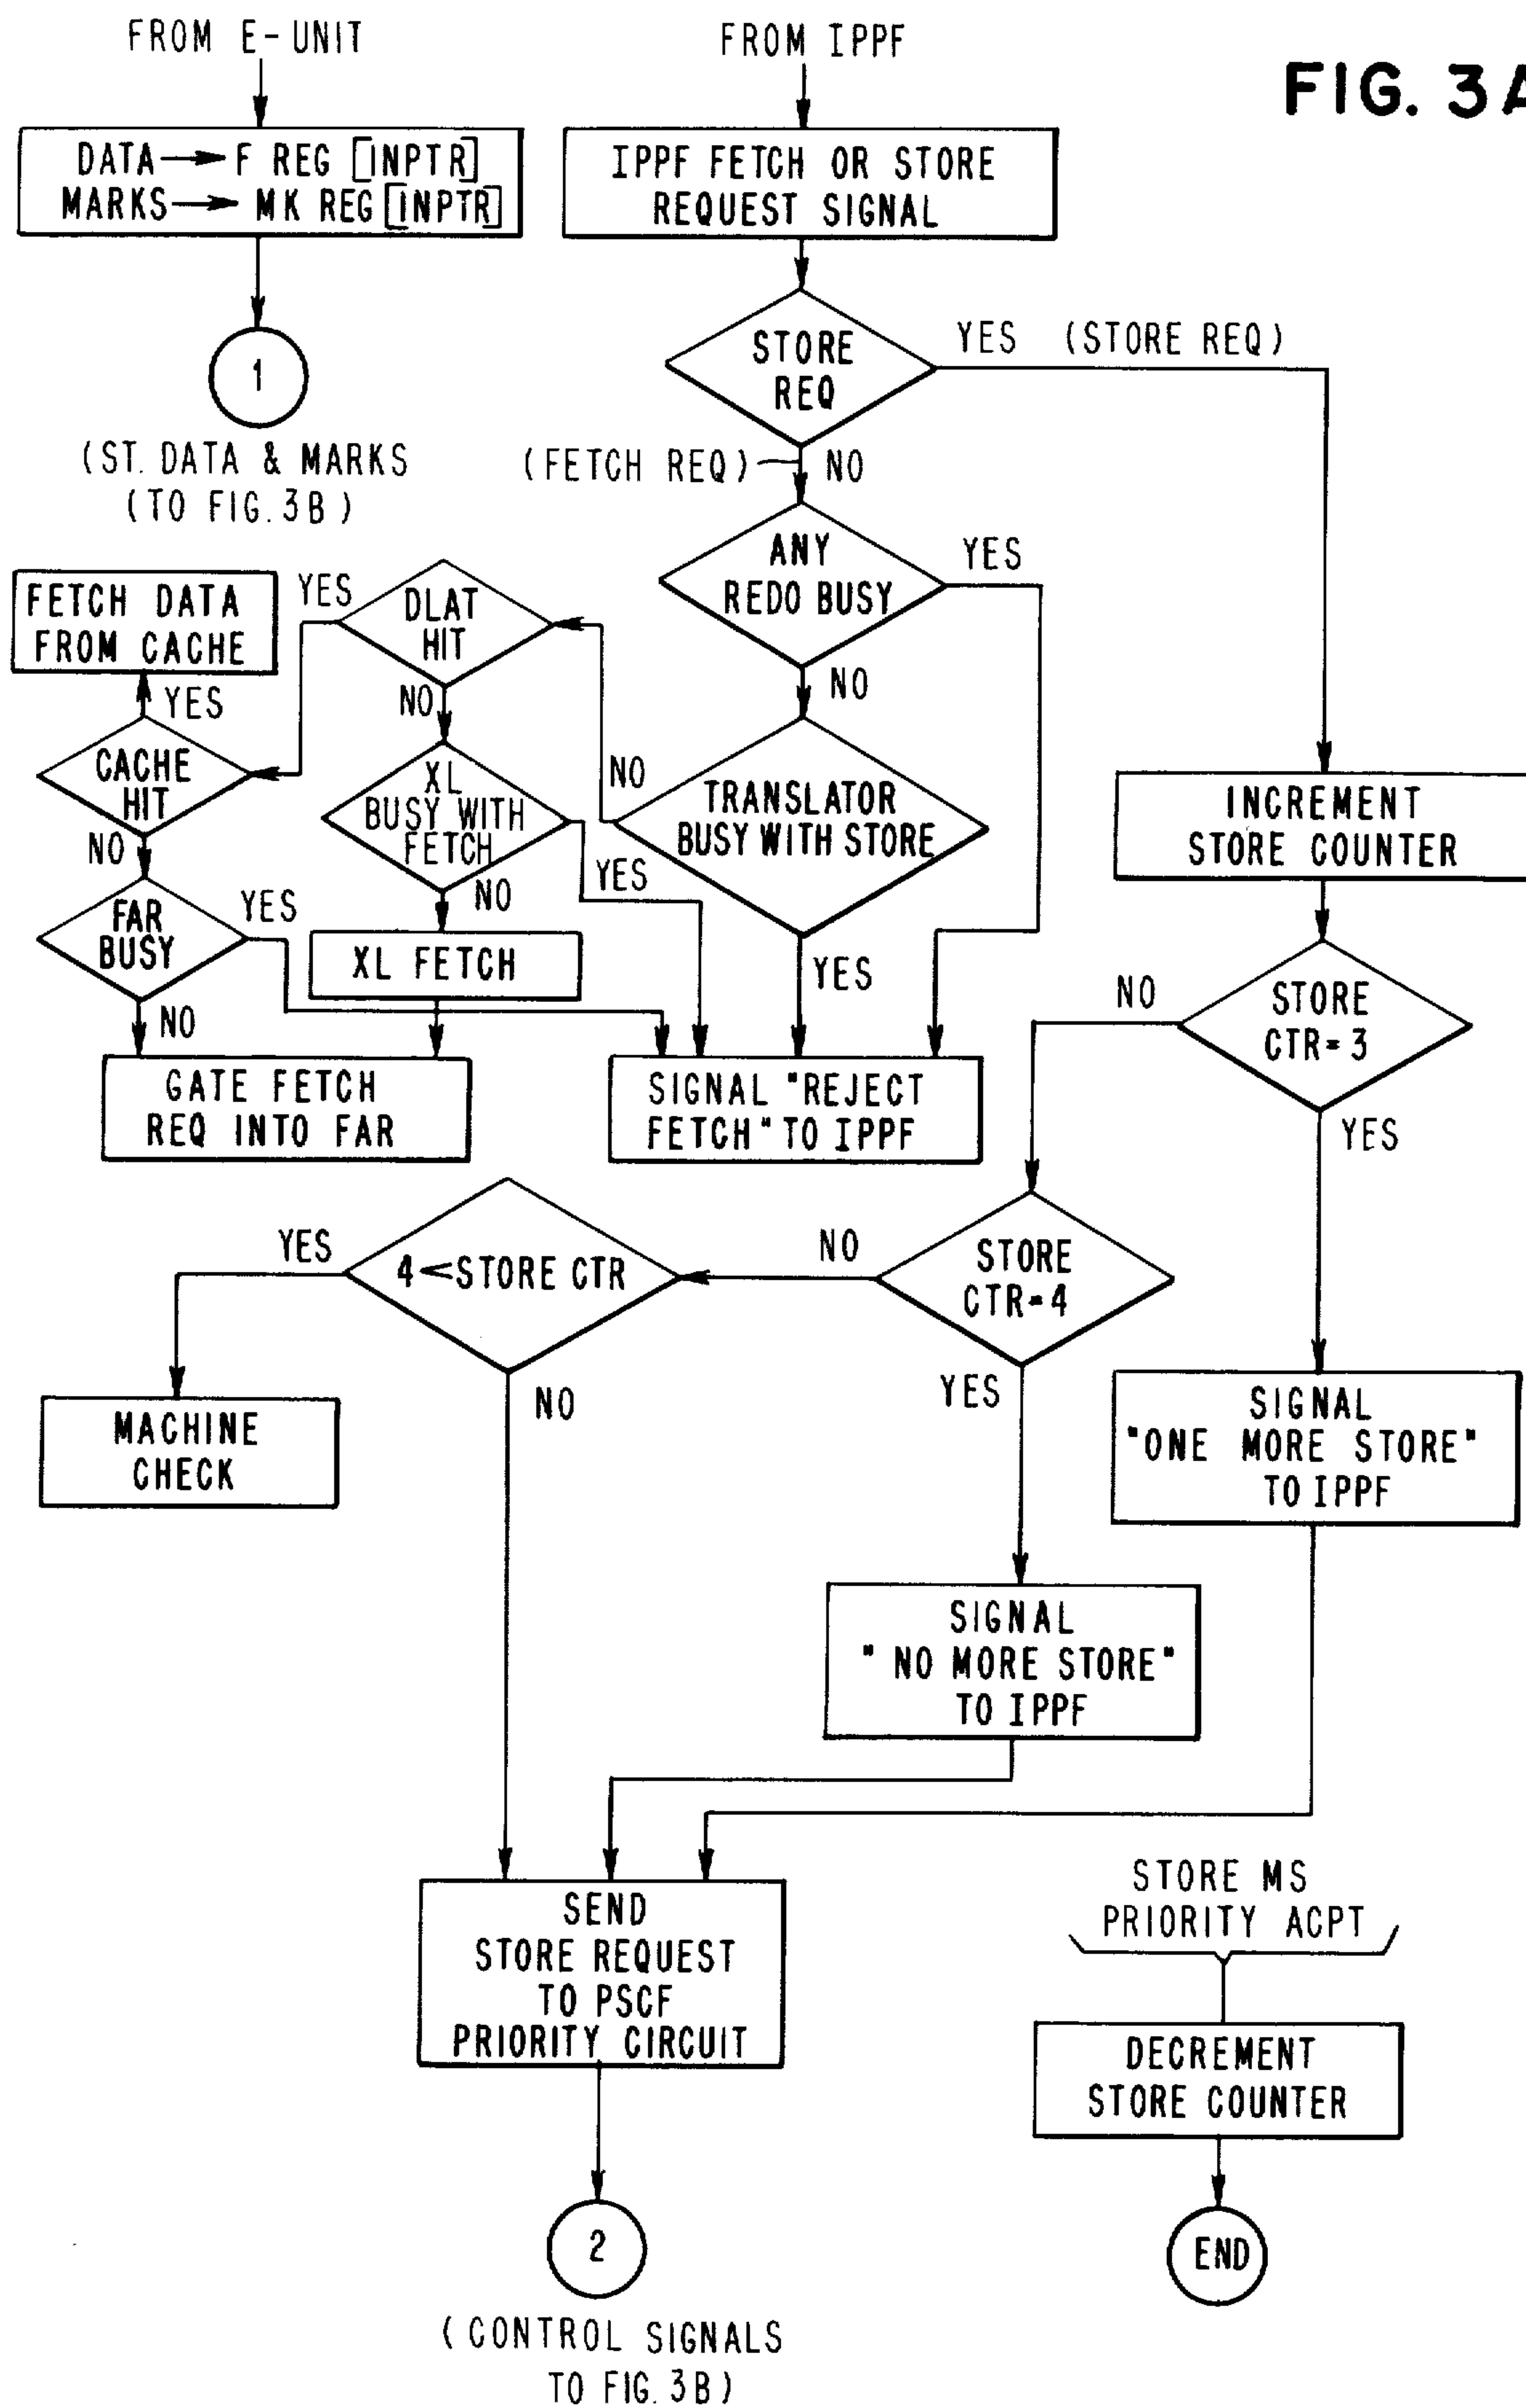 FROM E-UNIT
FROM IPPF
FIG. 3A
DATA → F REG [INPTR]
MARKS → MK REG [INPTR]
IPPF FETCH OR STORE
REQUEST SIGNAL
1
(ST. DATA & MARKS
(TO FIG. 3B)
STORE
REQ
YES (STORE REQ)
(FETCH REQ)
NO
ANY
REDO BUSY
YES
NO
FETCH DATA
FROM CACHE
YES
DLAT
HIT
NO
YES
CACHE
HIT
NO
XL
BUSY WITH
FETCH
YES
NO
TRANSLATOR
BUSY WITH STORE
NO
YES
FAR
BUSY
YES
NO
XL FETCH
GATE FETCH
REQ INTO FAR
SIGNAL "REJECT
FETCH" TO IPPF
INCREMENT
STORE COUNTER
STORE
CTR=3
NO
YES
STORE
CTR=4
NO
YES
4<STORE CTR
YES
NO
MACHINE
CHECK
SIGNAL
"ONE MORE STORE"
TO IPPF
SIGNAL
"NO MORE STORE"
TO IPPF
SEND
STORE REQUEST
TO PSCF
PRIORITY CIRCUIT
STORE MS
PRIORITY ACPT
DECREMENT
STORE COUNTER
2
END
(CONTROL SIGNALS
TO FIG. 3B)